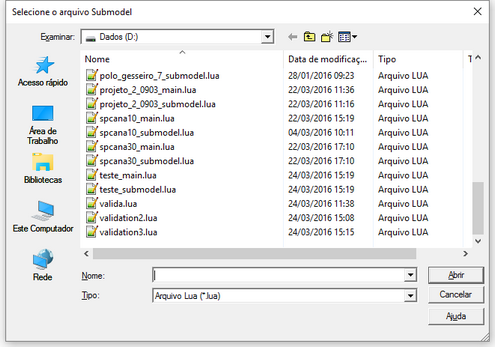 Selecione o arquivo Submodel
Examinar: Dados (D:)
Nome Data de modificaç... Tipo T
polo_gesseiro_7_submodel.lua 28/01/2016 09:23 Arquivo LUA
projeto_2_0903_main.lua 22/03/2016 11:36 Arquivo LUA
projeto_2_0903_submodel.lua 22/03/2016 11:16 Arquivo LUA
spcana10_main.lua 22/03/2016 15:19 Arquivo LUA
spcana10_submodel.lua 04/03/2016 10:11 Arquivo LUA
spcana30_main.lua 22/03/2016 17:10 Arquivo LUA
spcana30_submodel.lua 22/03/2016 17:10 Arquivo LUA
teste_main.lua 24/03/2016 15:19 Arquivo LUA
teste_submodel.lua 24/03/2016 15:19 Arquivo LUA
valida.lua 24/03/2016 11:38 Arquivo LUA
validation2.lua 24/03/2016 15:08 Arquivo LUA
validation3.lua 24/03/2016 15:15 Arquivo LUA
Acesso rápido
Área de
Trabalho
Bibliotecas
Este Computador
Rede
Nome: Abrir
Tipo: Arquivo Lua (*.lua) Cancelar
Ajuda